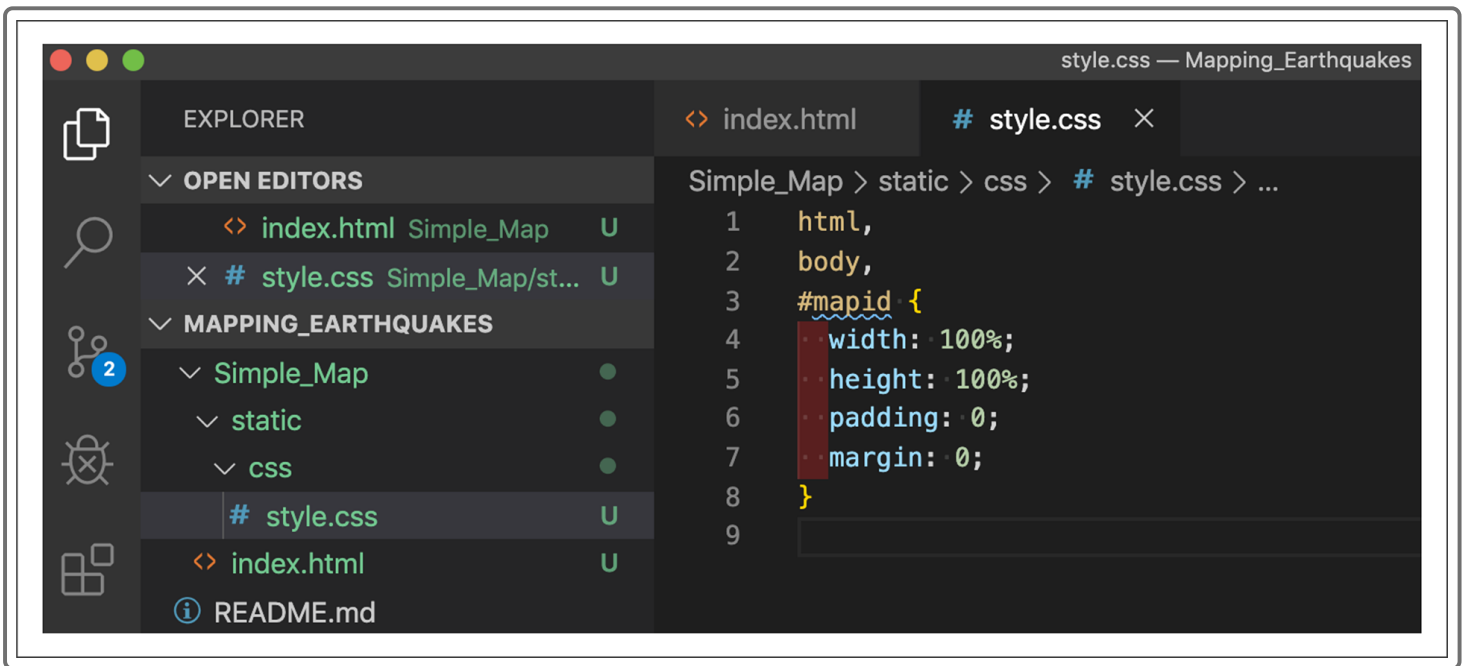 style.css — Mapping_Earthquakes
EXPLORER
OPEN EDITORS
index.html Simple_Map U
style.css Simple_Map/st... U
MAPPING_EARTHQUAKES
Simple_Map
static
css
style.css U
index.html U
README.md
2
index.html
# style.css
Simple_Map > static > css > # style.css > ...
1 html,
2 body,
3 #mapid {
4 width: 100%;
5 height: 100%;
6 padding: 0;
7 margin: 0;
8 }
9